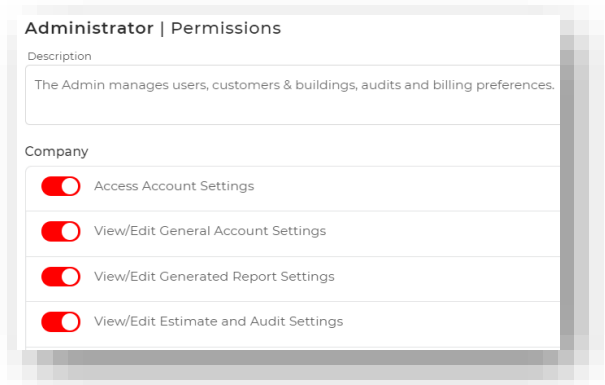 Administrator | Permissions
Description
The Admin manages users, customers & buildings, audits and billing preferences.
Company
Access Account Settings
View/Edit General Account Settings
View/Edit Generated Report Settings
View/Edit Estimate and Audit Settings